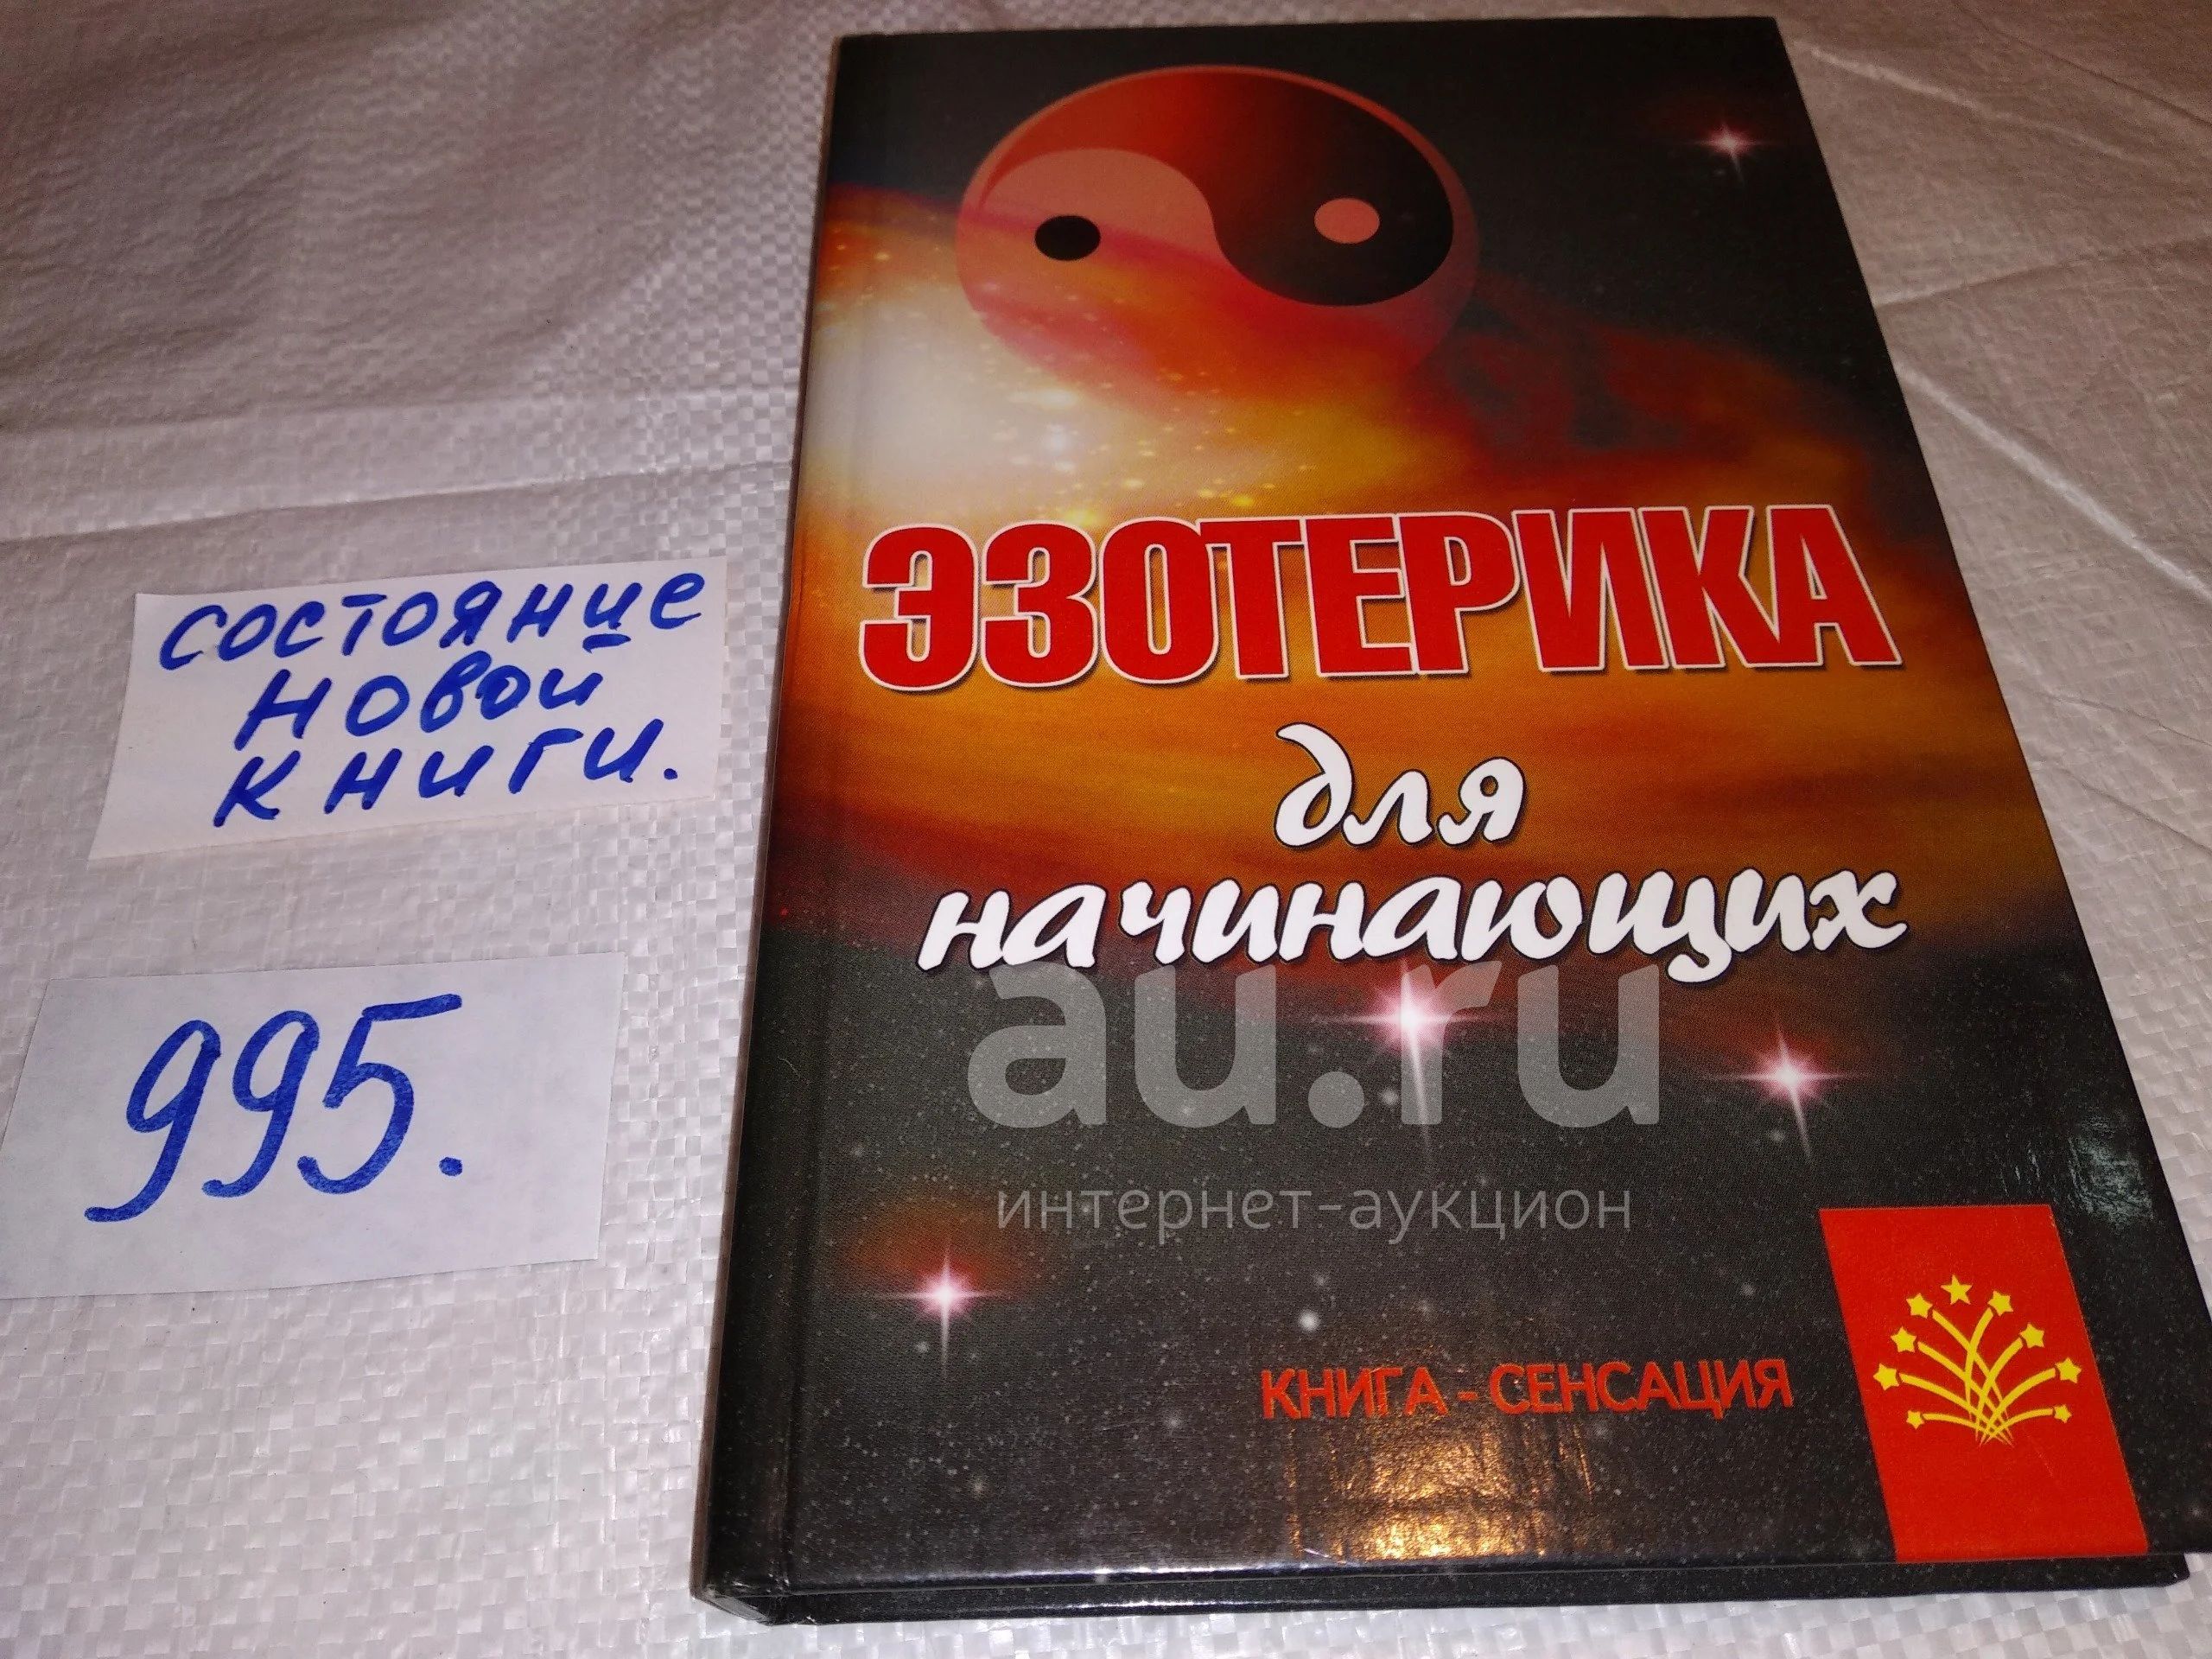 состояние
новой
книги.
995.
ЭЗОТЕРИКА
для
начинающих
au.ru
интернет-аукцион
КНИГА - СЕНСАЦИЯ